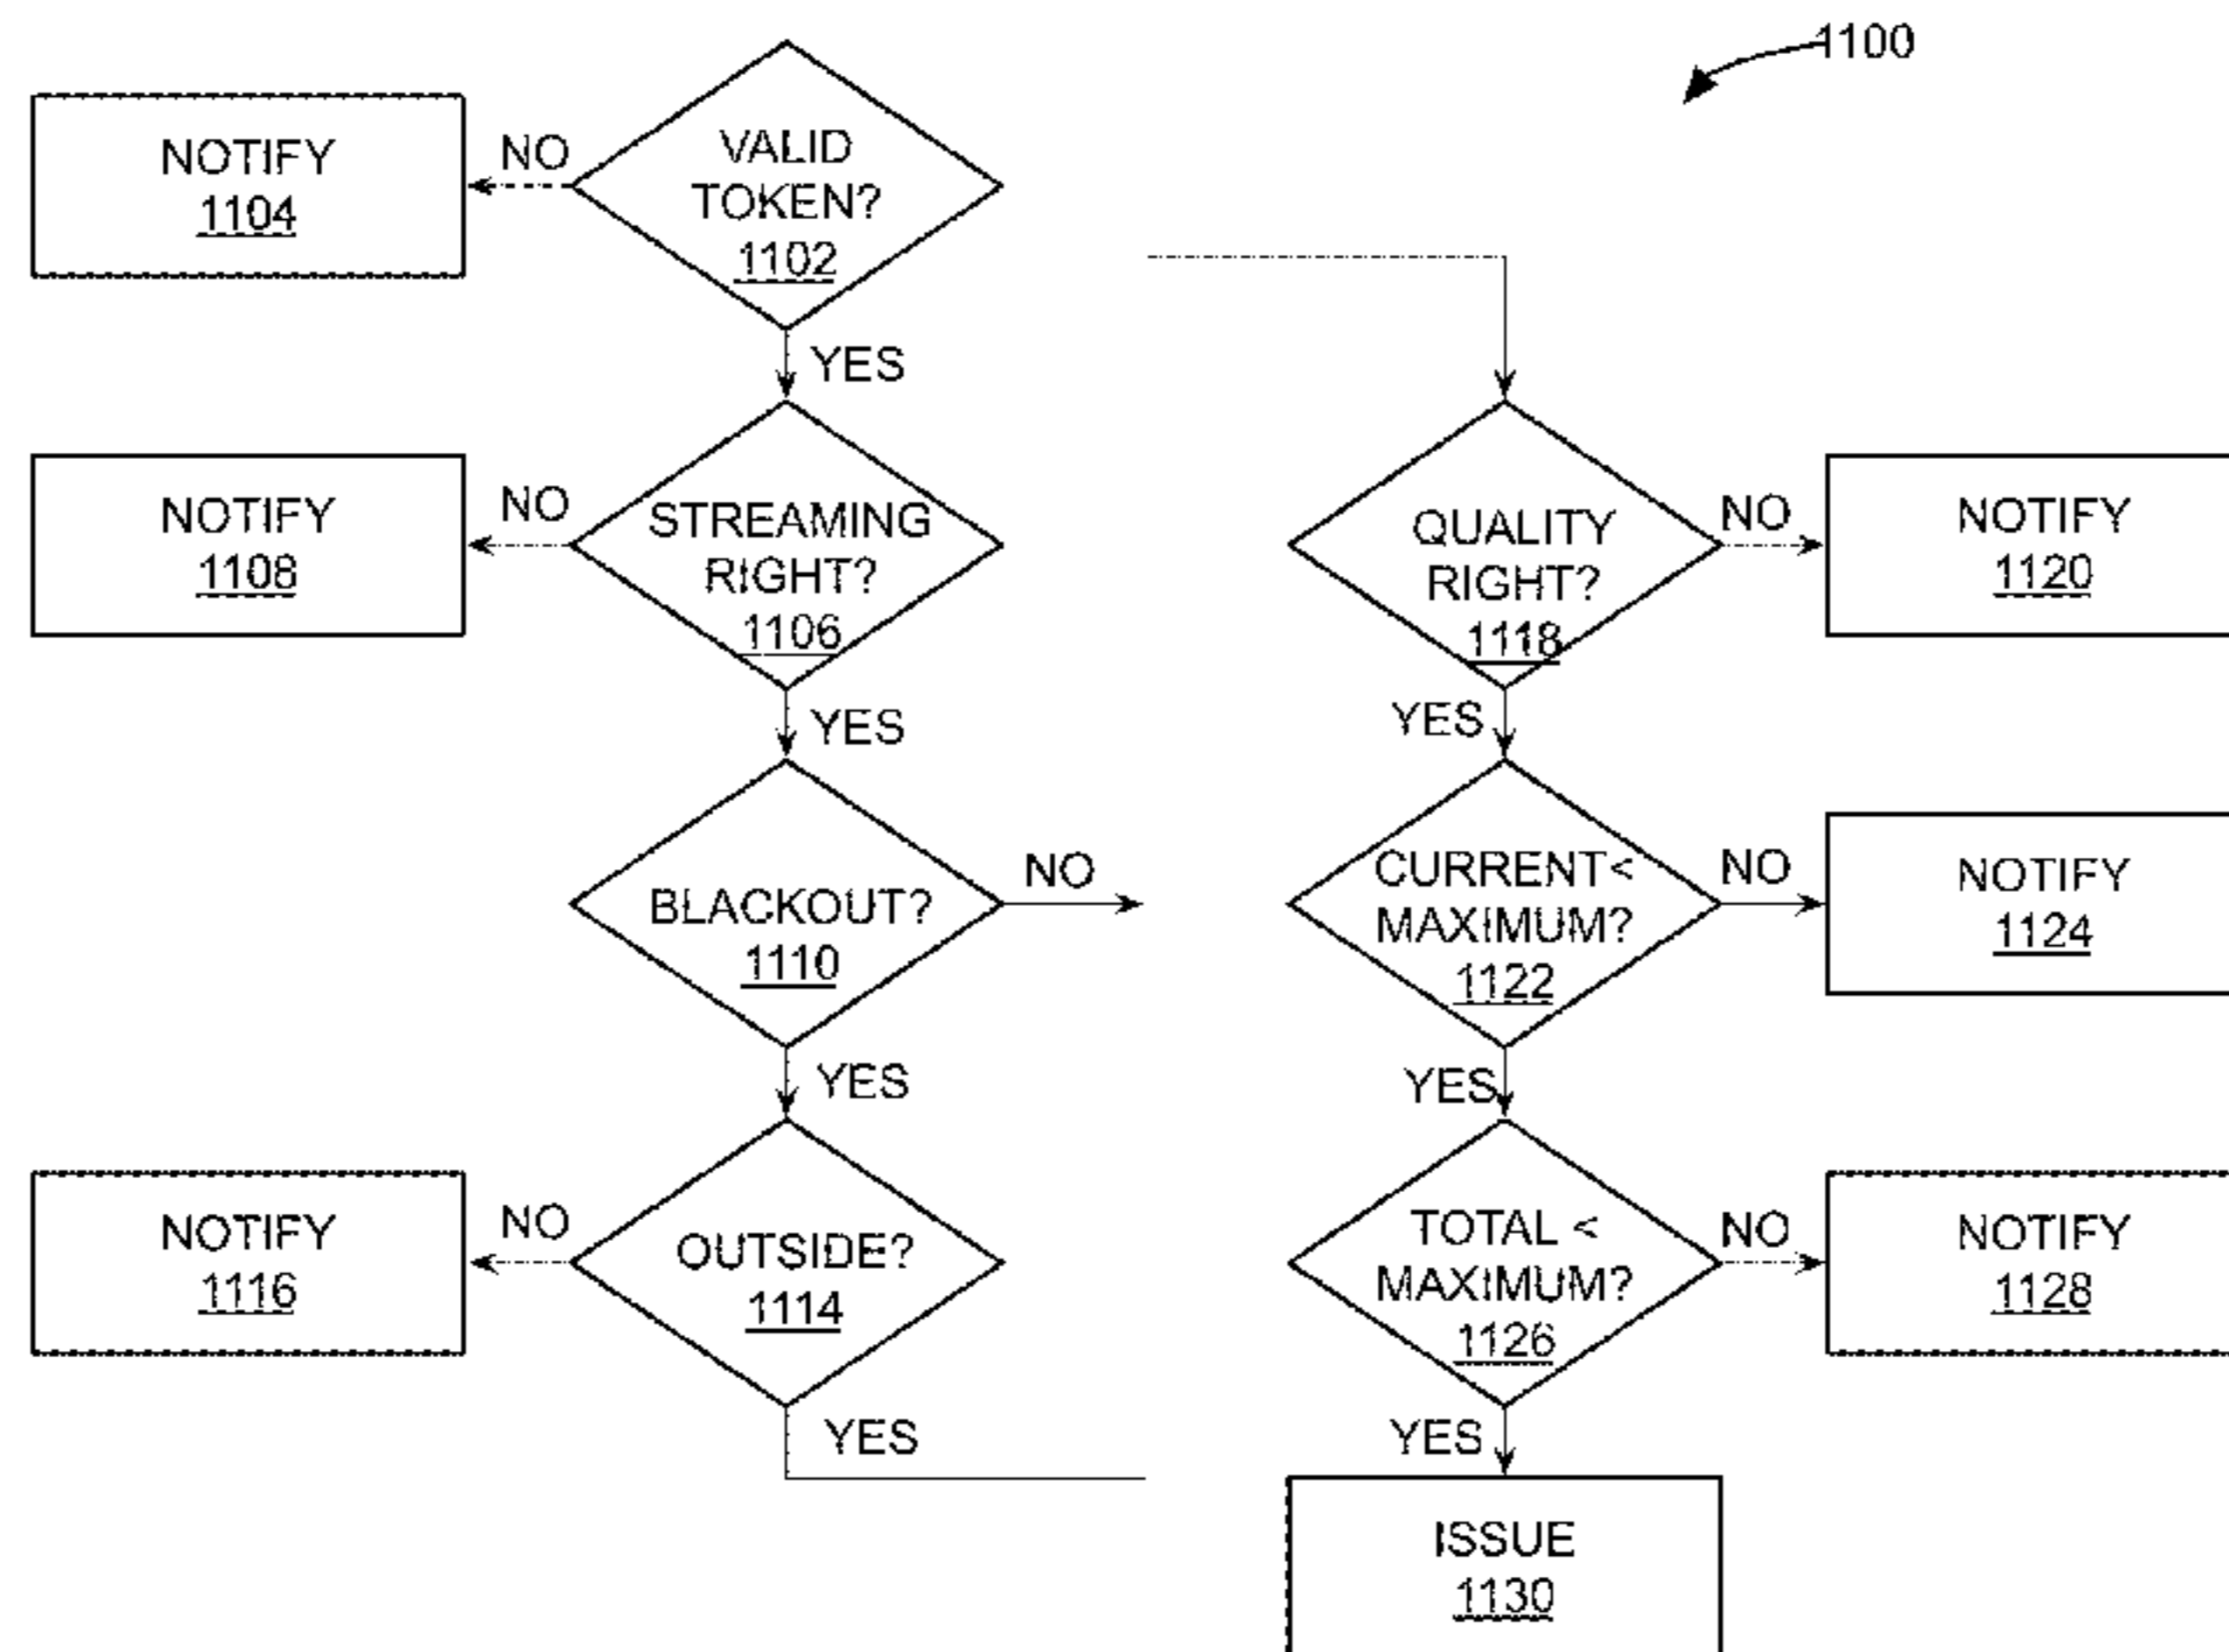 1100
VALID
TOKEN?
1102
NO
NOTIFY
1104
YES
STREAMING
RIGHT?
1106
NO
NOTIFY
1108
YES
BLACKOUT?
1110
NO
YES
OUTSIDE?
1114
NO
NOTIFY
1116
YES
QUALITY
RIGHT?
1118
NO
NOTIFY
1120
YES
CURRENT<
MAXIMUM?
1122
NO
NOTIFY
1124
YES
TOTAL <
MAXIMUM?
1126
NO
NOTIFY
1128
YES
ISSUE
1130